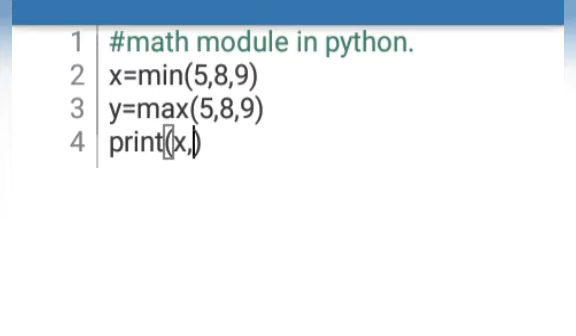 1 #math module in python.
2 x=min(5,8,9)
3 y=max(5,8,9)
4 print(x,)